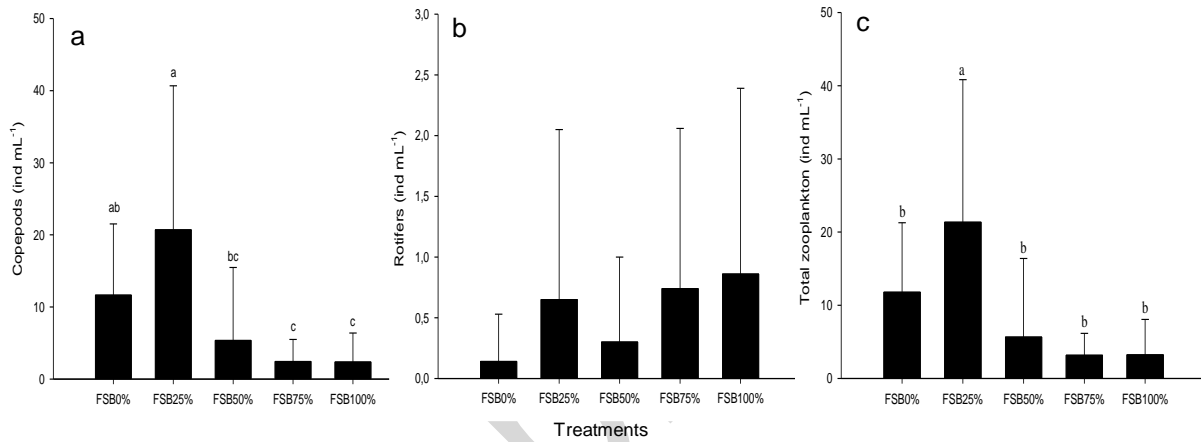 a
Copepods (ind mL⁻¹)
50
40
30
20
10
0
ab
a
bc
c
c
FSB0% FSB25% FSB50% FSB75% FSB100%
b
Rotifers (ind mL⁻¹)
3,0
2,5
2,0
1,5
1,0
0,5
0,0
FSB0% FSB25% FSB50% FSB75% FSB100%
Treatments
c
Total zooplankton (ind mL⁻¹)
50
40
30
20
10
0
b
a
b
b
b
FSB0% FSB25% FSB50% FSB75% FSB100%